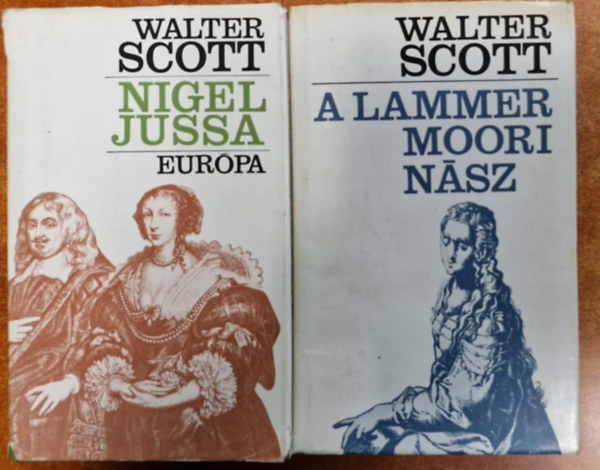 WALTER
SCOTT
NIGEL
JUSSA
EURÓPA
WALTER
SCOTT
A LAMMER
MOORI
NÁSZ